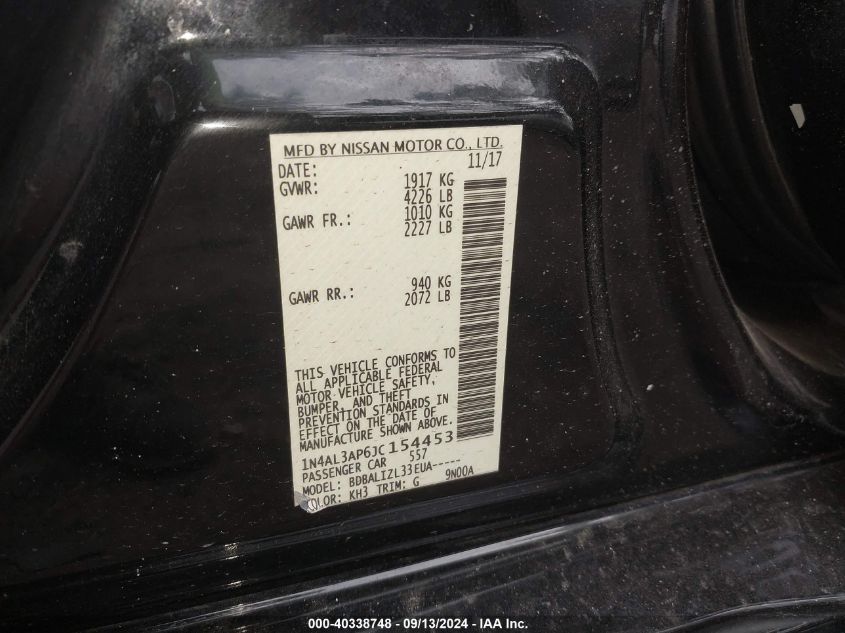 MFD BY NISSAN MOTOR CO., LTD.
DATE: 11/17
GVWR: 1917 KG
4226 LB
GAWR FR.: 1010 KG
2227 LB
GAWR RR.: 940 KG
2072 LB
THIS VEHICLE CONFORMS TO
ALL APPLICABLE FEDERAL
MOTOR VEHICLE SAFETY,
BUMPER, AND THEFT
PREVENTION STANDARDS IN
EFFECT ON THE DATE OF
MANUFACTURE SHOWN ABOVE.
1N4AL3AP6JC154453
PASSENGER CAR 557
MODEL: BDBALIZL33EUA-----
COLOR: KH3 TRIM: G 9N00A
000-40338748 - 09/13/2024 - IAA Inc.